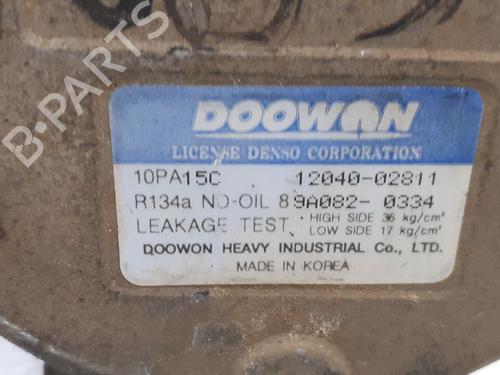 DOOWON
LICENSE DENSO CORPORATION
10PA15C 12040-02811
R134a NO-OIL 8 9A082- 0334
LEAKAGE TEST HIGH SIDE 36 kg/cm²
LOW SIDE 17 kg/cm²
DOOWON HEAVY INDUSTRIAL Co., LTD.
MADE IN KOREA
B-PARTS